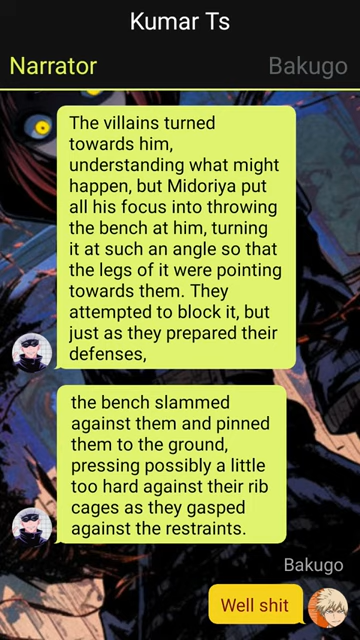 Kumar Ts
Narrator
Bakugo
The villains turned
towards him,
understanding what might
happen, but Midoriya put
all his focus into throwing
the bench at him, turning
it at such an angle so that
the legs of it were pointing
towards them. They
attempted to block it, but
just as they prepared their
defenses,
the bench slammed
against them and pinned
them to the ground,
pressing possibly a little
too hard against their rib
cages as they gasped
against the restraints.
Bakugo
Well shit